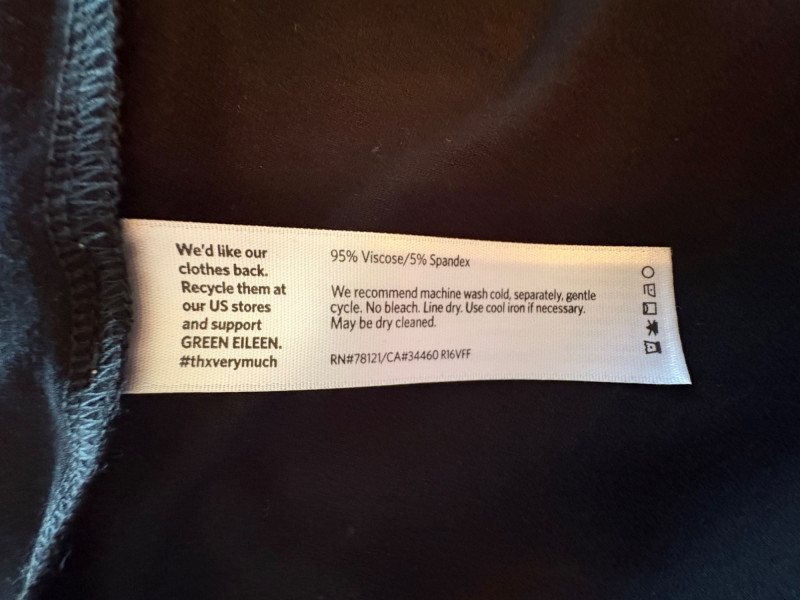 We'd like our
clothes back.
Recycle them at
our US stores
and support
GREEN EILEEN.
#thxverymuch
95% Viscose/5% Spandex
We recommend machine wash cold, separately, gentle
cycle. No bleach. Line dry. Use cool iron if necessary.
May be dry cleaned.
RN#78121/CA#34460 R16VFF